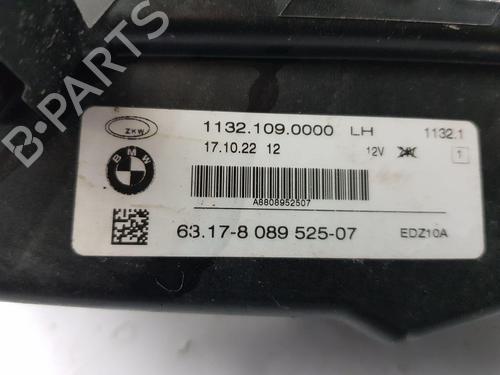 ZKW
1132.109.0000 LH 1132.1
17.10.22 12 12V 1
BMW
A8808952507
63.17-8 089 525-07 EDZ10A